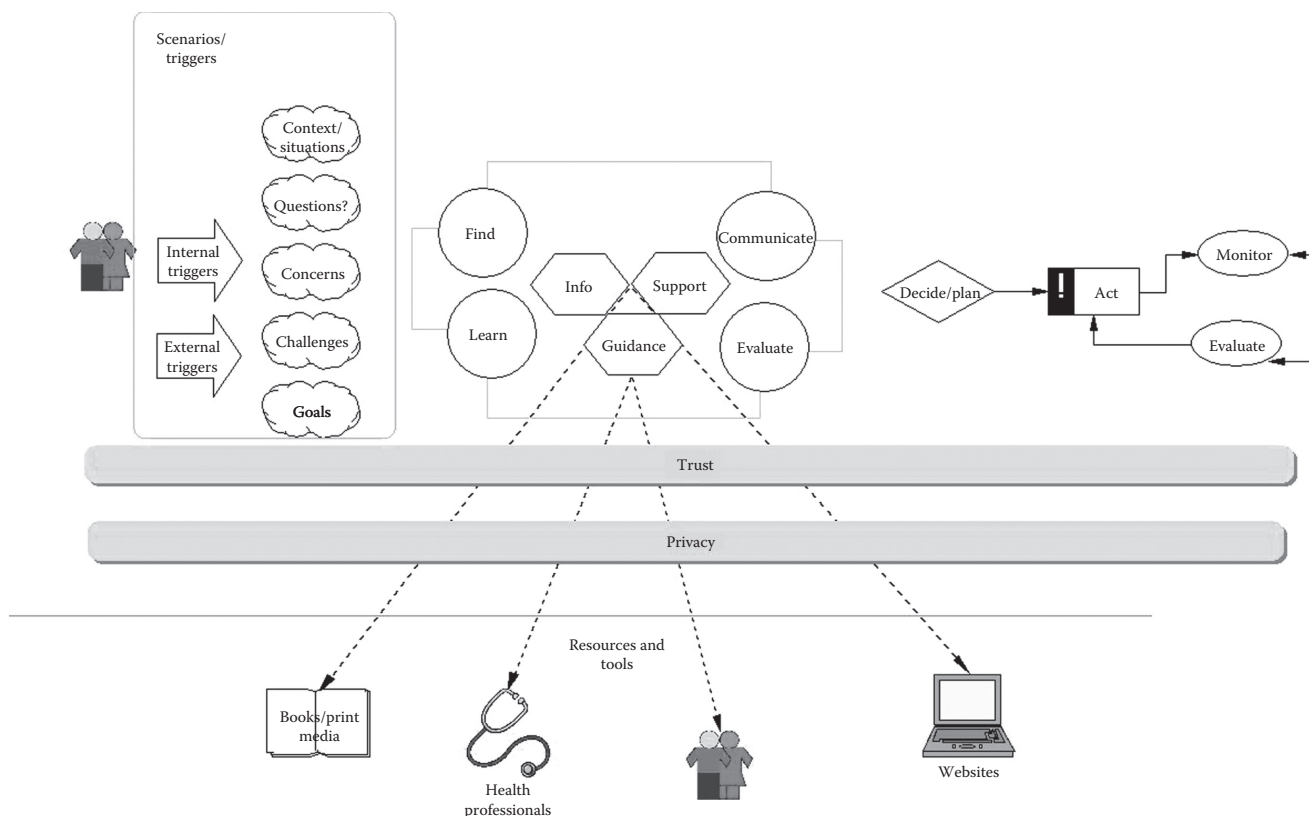 Scenarios/
triggers
Context/
situations
Questions?
Internal
triggers
Concerns
External
triggers
Challenges
Goals
Find
Communicate
Info
Support
Learn
Guidance
Evaluate
Decide/plan
!
Act
Monitor
Evaluate
Trust
Privacy
Resources and
tools
Books/print
media
Health
professionals
Websites